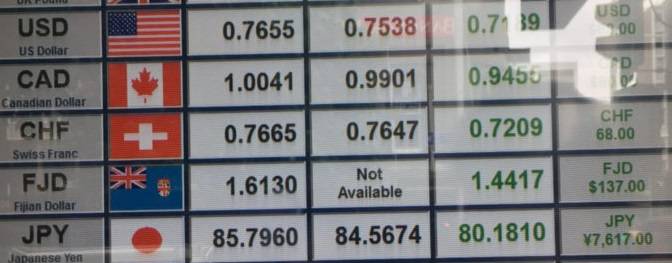 USD
US Dollar
0.7655
0.7538
USD
CAD
Canadian Dollar
1.0041
0.9901
0.9455
CHF
Swiss Franc
0.7665
0.7647
0.7209
CHF
68.00
FJD
Fijian Dollar
1.6130
Not
Available
1.4417
FJD
$137.00
JPY
Japanese Yen
85.7960
84.5674
80.1810
JPY
¥7,617.00